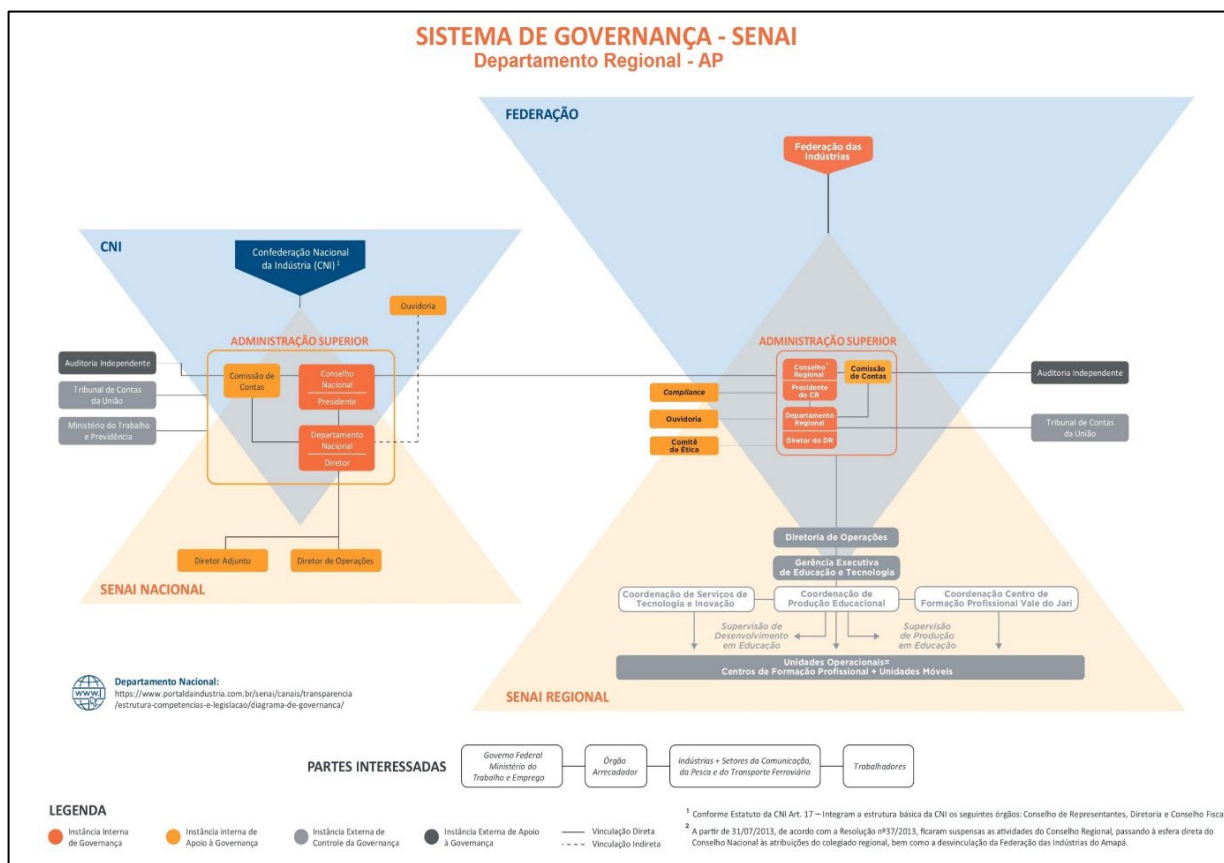 SISTEMA DE GOVERNANÇA - SENAI
Departamento Regional - AP
FEDERAÇÃO
Federação das
Indústrias
CNI
Confederação Nacional
da Indústria (CNI) 1
Ouvidoria
ADMINISTRAÇÃO SUPERIOR
Auditoria Independente
Tribunal de Contas
da União
Ministério do Trabalho
e Previdência
Comissão de
Contas
Conselho
Nacional
Presidente
Departamento
Nacional
Diretor
Diretor Adjunto
Diretor de Operações
SENAI NACIONAL
ADMINISTRAÇÃO SUPERIOR
Conselho
Regional
Presidente
do CR
Comissão
de Contas
Departamento
Regional
Diretor do DR
Compliance
Ouvidoria
Comitê
de Ética
Auditoria Independente
Tribunal de Contas
da União
Diretoria de Operações
Gerência Executiva
de Educação e Tecnologia
Coordenação de Serviços de
Tecnologia e Inovação
Coordenação de
Produção Educacional
Coordenação Centro de
Formação Profissional Vale do Jari
Supervisão de
Desenvolvimento
em Educação
Supervisão
de Produção
em Educação
Unidades Operacionais=
Centros de Formação Profissional + Unidades Móveis
SENAI REGIONAL
www.
Departamento Nacional:
https://www.portaldaindustria.com.br/senai/canais/transparencia
/estrutura-competencias-e-legislacao/diagrama-de-governanca/
PARTES INTERESSADAS
Governo Federal
Ministério do
Trabalho e Emprego
Órgão
Arrecadador
Indústrias + Setores da Comunicação,
da Pesca e do Transporte Ferroviário
Trabalhadores
LEGENDA
Instância Interna
de Governança
Instância interna de
Apoio à Governança
Instância Externa de
Controle da Governança
Instância Externa de Apoio
à Governança
Vinculação Direta
Vinculação Indireta
1 Conforme Estatuto da CNI Art. 17 – Integram a estrutura básica da CNI os seguintes órgãos: Conselho de Representantes, Diretoria e Conselho Fisca
2 A partir de 31/07/2013, de acordo com a Resolução nº37/2013, ficaram suspensas as atividades do Conselho Regional, passando à esfera direta do
Conselho Nacional às atribuições do colegiado regional, bem como a desvinculação da Federação das Indústrias do Amapá.